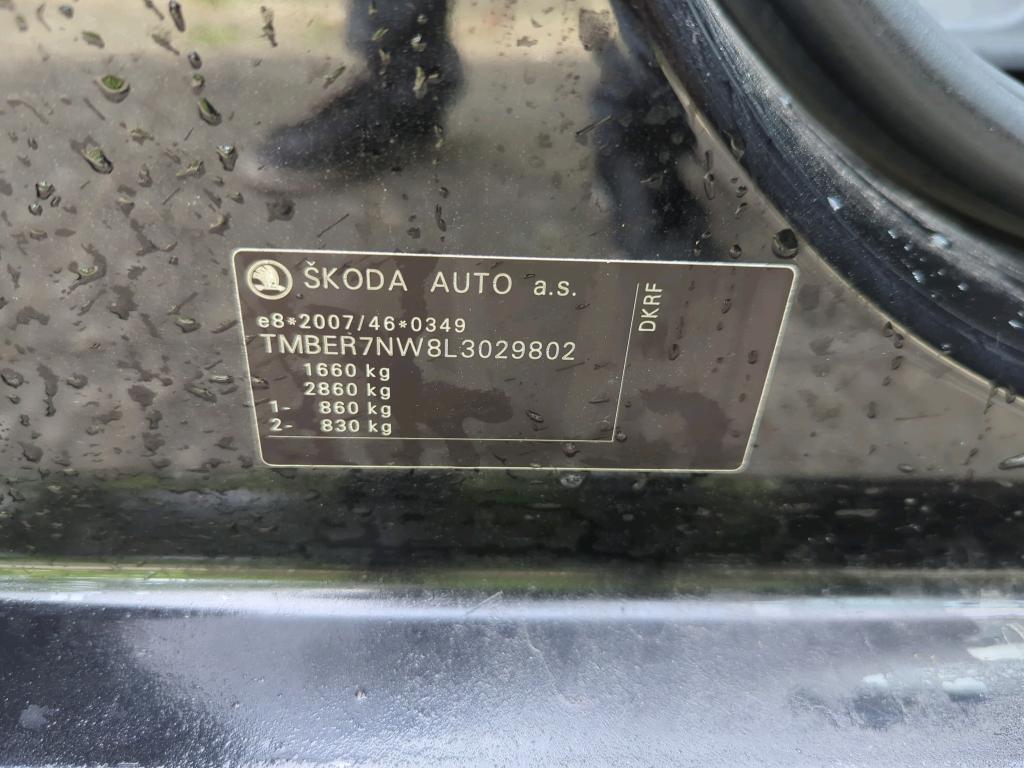 ŠKODA AUTO a.s.
e8*2007/46*0349
TMBER7NW8L3029802
1660 kg
2860 kg
1- 860 kg
2- 830 kg
DKRF